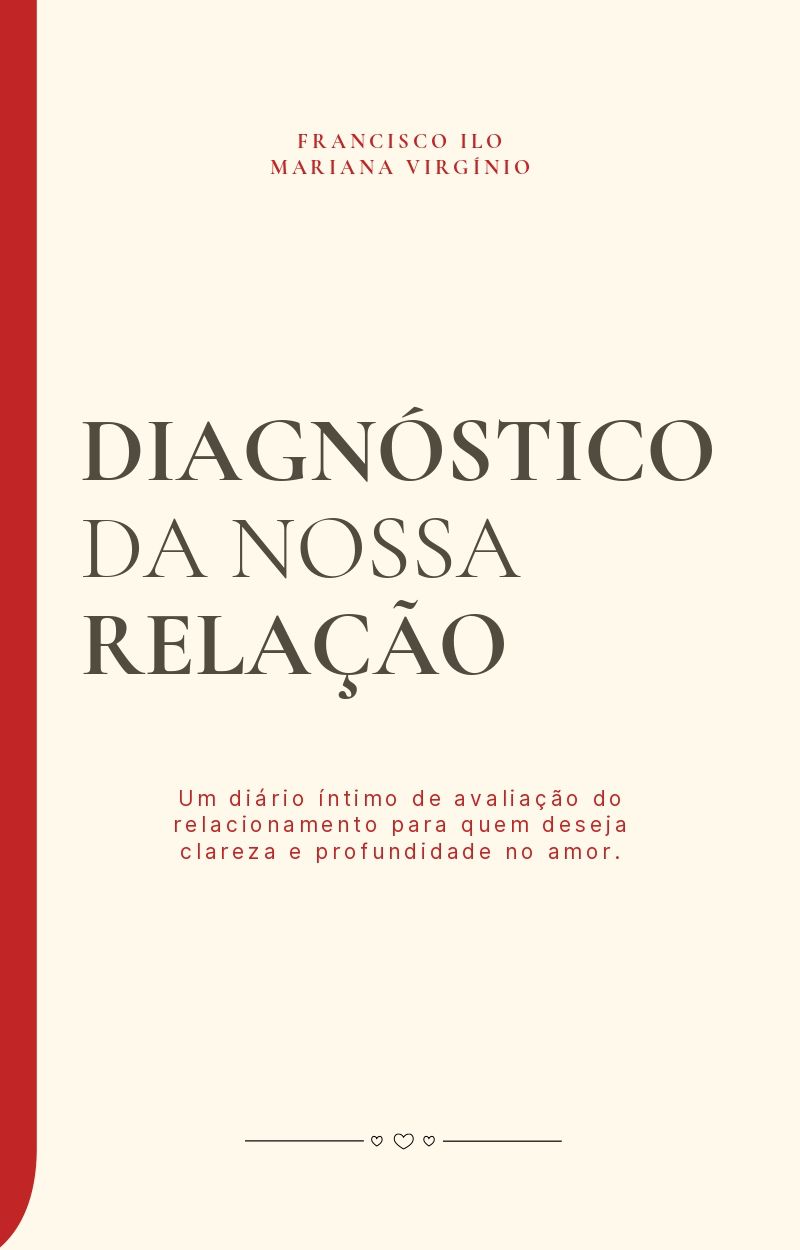 FRANCISCO ILO
MARIANA VIRGÍNIO
DIAGNÓSTICO
DA NOSSA
RELAÇÃO
Um diário íntimo de avaliação do
relacionamento para quem deseja
clareza e profundidade no amor.